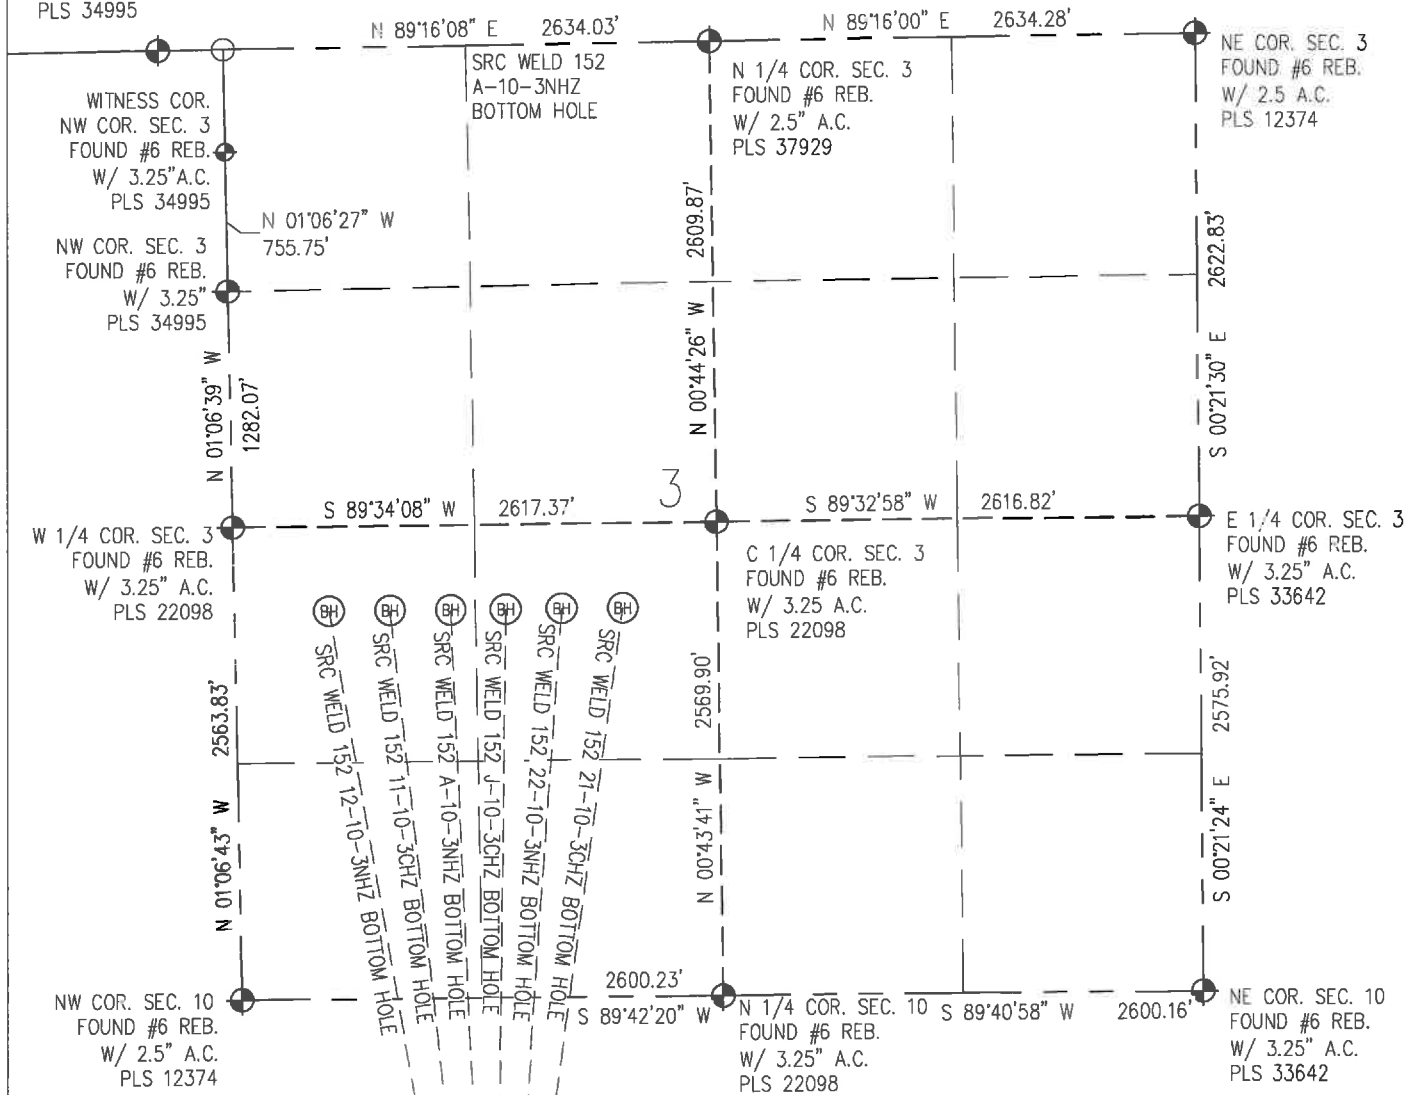 PLS 34995
N 89°16'08" E 2634.03'
N 89°16'00" E 2634.28'
SRC WELD 152
A-10-3NHZ
BOTTOM HOLE
N 1/4 COR. SEC. 3
FOUND #6 REB.
W/ 2.5" A.C.
PLS 37929
NE COR. SEC. 3
FOUND #6 REB.
W/ 2.5 A.C.
PLS 12374
WITNESS COR.
NW COR. SEC. 3
FOUND #6 REB.
W/ 3.25"A.C.
PLS 34995
N 01°06'27" W
755.75'
NW COR. SEC. 3
FOUND #6 REB.
W/ 3.25"
PLS 34995
2609.87'
N 00°44'26" W
2622.83'
S 00°21'30" E
N 01°06'39" W
1282.07'
3
S 89°34'08" W 2617.37'
S 89°32'58" W 2616.82'
W 1/4 COR. SEC. 3
FOUND #6 REB.
W/ 3.25" A.C.
PLS 22098
C 1/4 COR. SEC. 3
FOUND #6 REB.
W/ 3.25 A.C.
PLS 22098
E 1/4 COR. SEC. 3
FOUND #6 REB.
W/ 3.25" A.C.
PLS 33642
BH
BH
BH
BH
BH
BH
SRC WELD 152 12-10-3NHZ BOTTOM HOLE
SRC WELD 152 11-10-3CHZ BOTTOM HOLE
SRC WELD 152 A-10-3NHZ BOTTOM HOLE
SRC WELD 152 J-10-3CHZ BOTTOM HOLE
SRC WELD 152 22-10-3NHZ BOTTOM HOLE
SRC WELD 152 21-10-3CHZ BOTTOM HOLE
2563.83'
N 01°06'43" W
2569.90'
N 00°43'41" W
2575.92'
S 00°21'24" E
NW COR. SEC. 10
FOUND #6 REB.
W/ 2.5" A.C.
PLS 12374
2600.23'
S 89°42'20" W
N 1/4 COR. SEC. 10
FOUND #6 REB.
W/ 3.25" A.C.
PLS 22098
S 89°40'58" W 2600.16'
NE COR. SEC. 10
FOUND #6 REB.
W/ 3.25" A.C.
PLS 33642